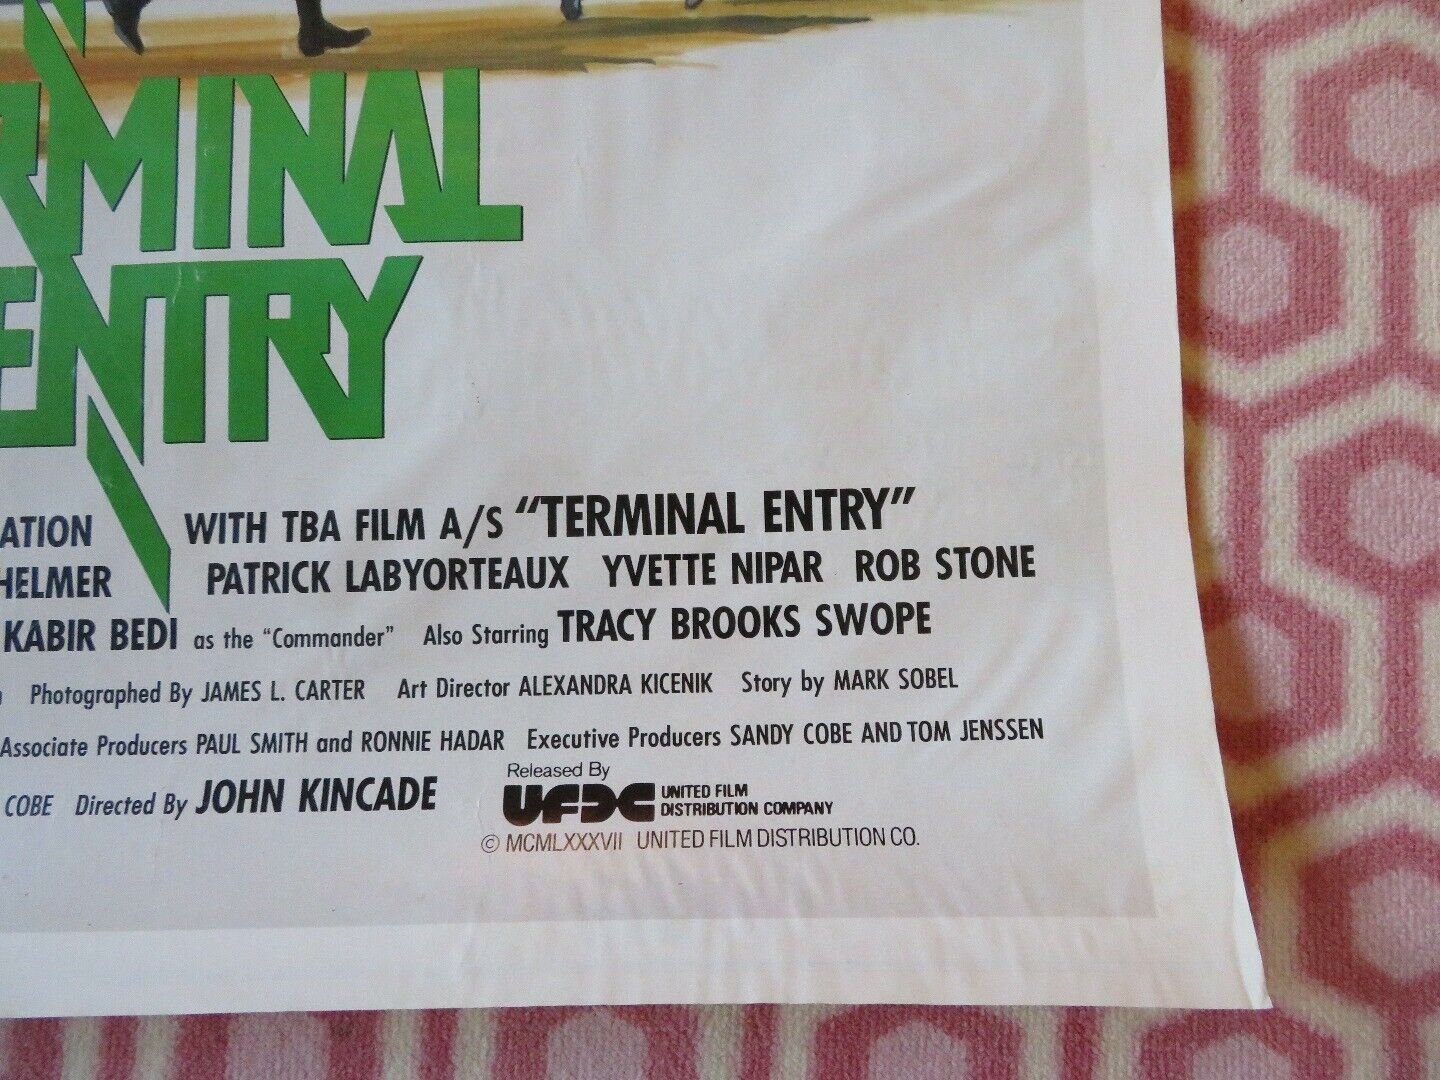 RMINAL
ENTRY
ATION WITH TBA FILM A/S "TERMINAL ENTRY"
HELMER PATRICK LABYORTEAUX YVETTE NIPAR ROB STONE
KABIR BEDI as the "Commander" Also Starring TRACY BROOKS SWOPE
Photographed By JAMES L. CARTER Art Director ALEXANDRA KICENIK Story by MARK SOBEL
Associate Producers PAUL SMITH and RONNIE HADAR Executive Producers SANDY COBE AND TOM JENSSEN
COBE Directed By JOHN KINCADE
Released By
UFDC UNITED FILM
DISTRIBUTION COMPANY
© MCMLXXXVII UNITED FILM DISTRIBUTION CO.